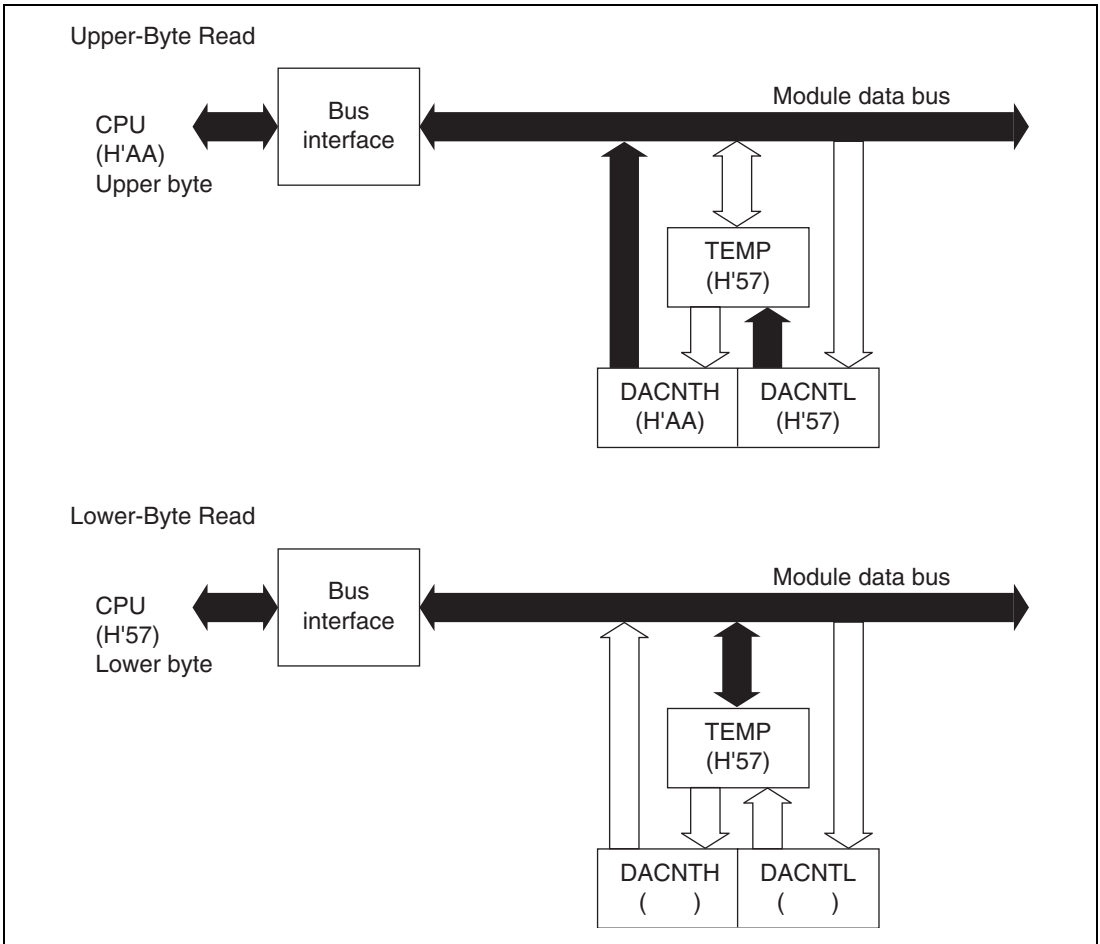 Upper-Byte Read
CPU
(H'AA)
Upper byte
Bus
interface
Module data bus
TEMP
(H'57)
DACNTH
(H'AA)
DACNTL
(H'57)
Lower-Byte Read
CPU
(H'57)
Lower byte
Bus
interface
Module data bus
TEMP
(H'57)
DACNTH
( )
DACNTL
( )